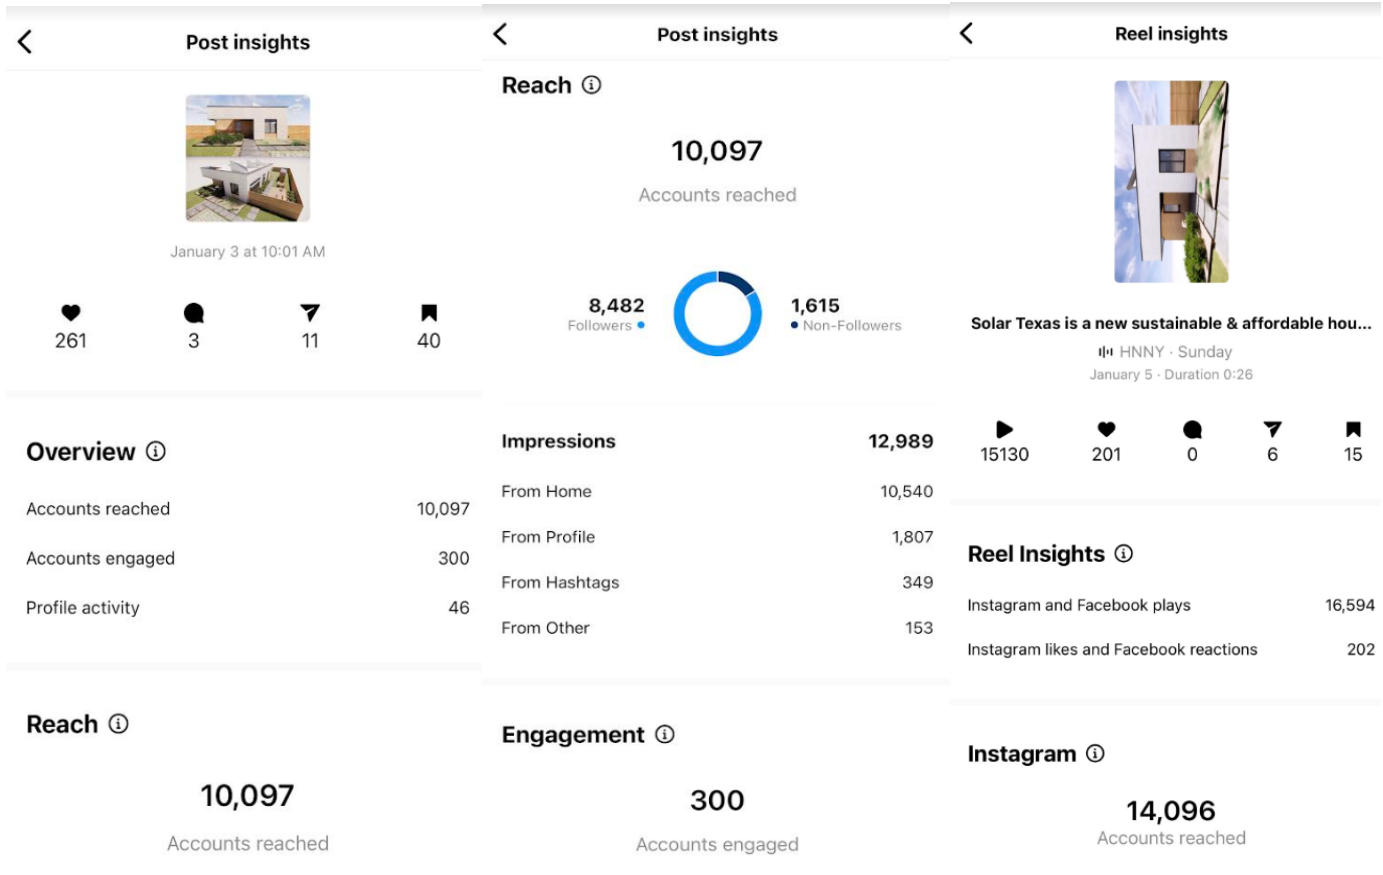 Post insights
January 3 at 10:01 AM
261 3 11 40
Overview
Accounts reached 10,097
Accounts engaged 300
Profile activity 46
Reach
10,097
Accounts reached
Post insights
Reach
10,097
Accounts reached
8,482 1,615
Followers Non-Followers
Impressions 12,989
From Home 10,540
From Profile 1,807
From Hashtags 349
From Other 153
Engagement
300
Accounts engaged
Reel insights
Solar Texas is a new sustainable & affordable hou...
HNNY · Sunday
January 5 · Duration 0:26
15130 201 0 6 15
Reel Insights
Instagram and Facebook plays 16,594
Instagram likes and Facebook reactions 202
Instagram
14,096
Accounts reached